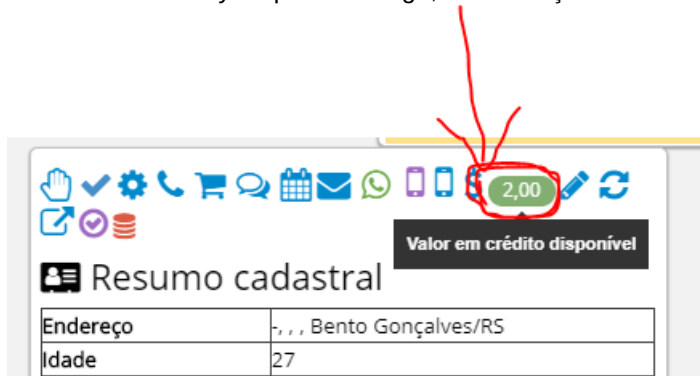 2,00
Valor em crédito disponível
Resumo cadastral
Endereço -, , , Bento Gonçalves/RS
Idade 27